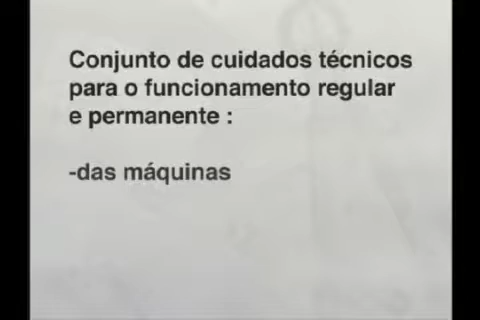 Conjunto de cuidados técnicos
para o funcionamento regular
e permanente :
-das máquinas